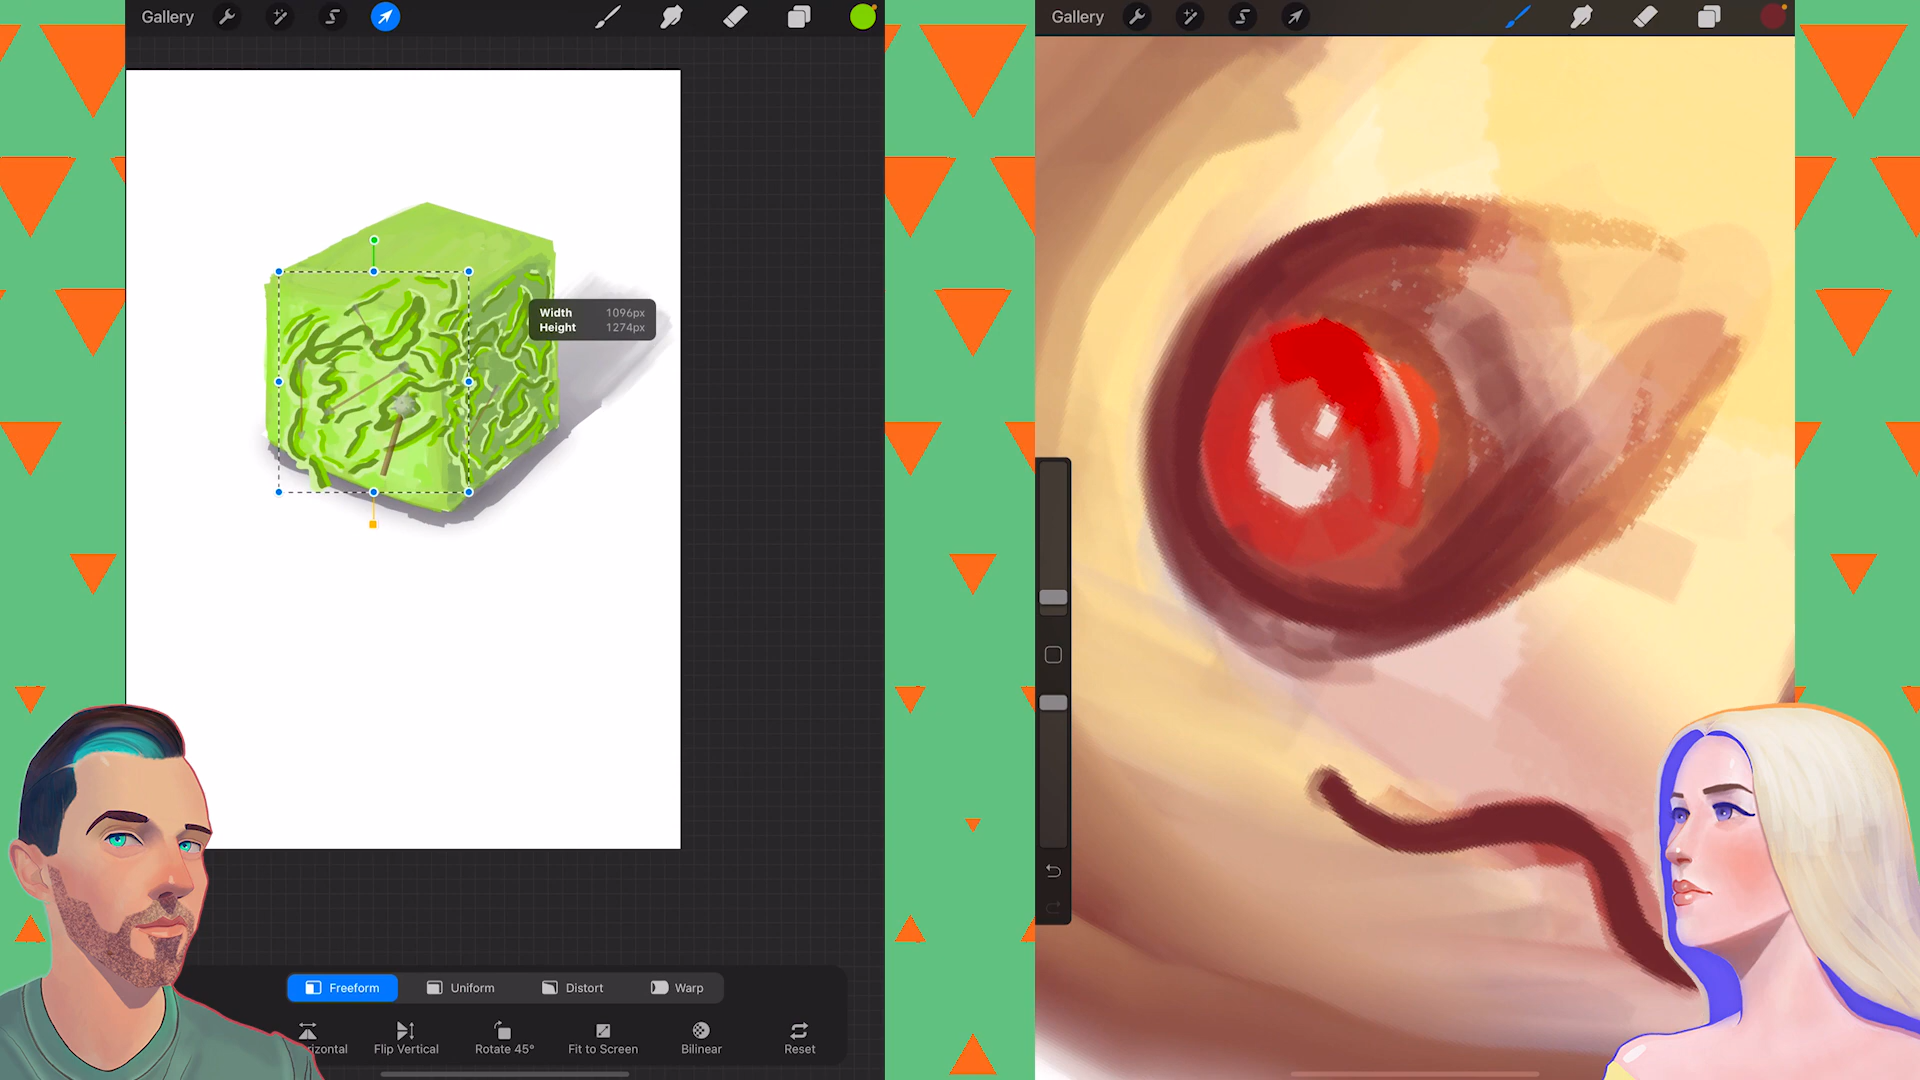 Gallery
Width 1096px
Height 1274px
Freeform Uniform Distort Warp
izontal Flip Vertical Rotate 45° Fit to Screen Bilinear Reset
Gallery